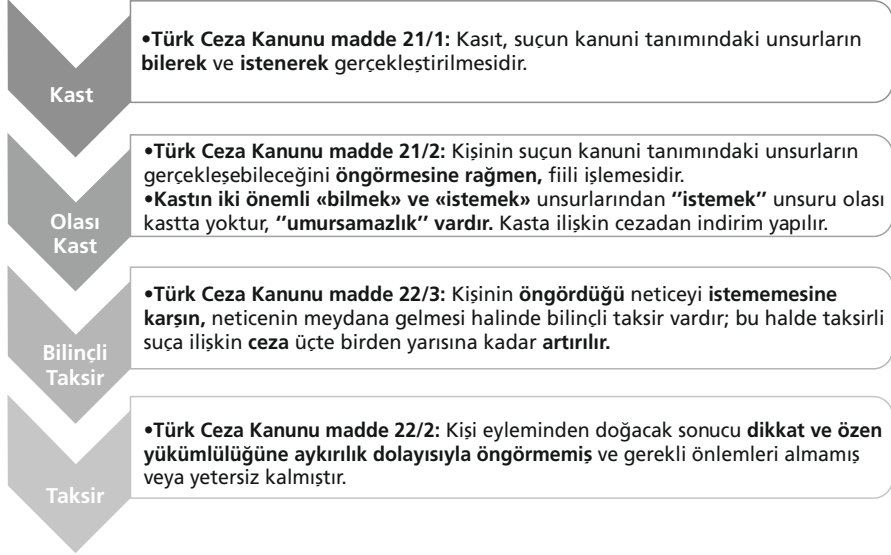 Kast
•Türk Ceza Kanunu madde 21/1: Kasıt, suçun kanuni tanımındaki unsurların
bilerek ve istenerek gerçekleştirilmesidir.
Olası
Kast
•Türk Ceza Kanunu madde 21/2: Kişinin suçun kanuni tanımındaki unsurların
gerçekleşebileceğini öngörmesine rağmen, fiili işlemesidir.
•Kastın iki önemli «bilmek» ve «istemek» unsurlarından ''istemek'' unsuru olası
kastta yoktur, ''umursamazlık'' vardır. Kasta ilişkin cezadan indirim yapılır.
Bilinçli
Taksir
•Türk Ceza Kanunu madde 22/3: Kişinin öngördüğü neticeyi istememesine
karşın, neticenin meydana gelmesi halinde bilinçli taksir vardır; bu halde taksirli
suça ilişkin ceza üçte birden yarısına kadar artırılır.
Taksir
•Türk Ceza Kanunu madde 22/2: Kişi eyleminden doğacak sonucu dikkat ve özen
yükümlülüğüne aykırılık dolayısıyla öngörmemiş ve gerekli önlemleri almamış
veya yetersiz kalmıştır.